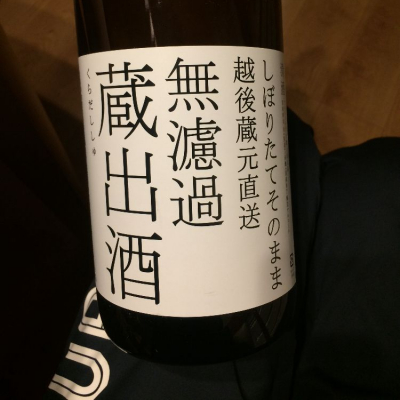 しぼりたてそのまま
越後蔵元直送
無濾過
蔵出酒
くらだししゅ